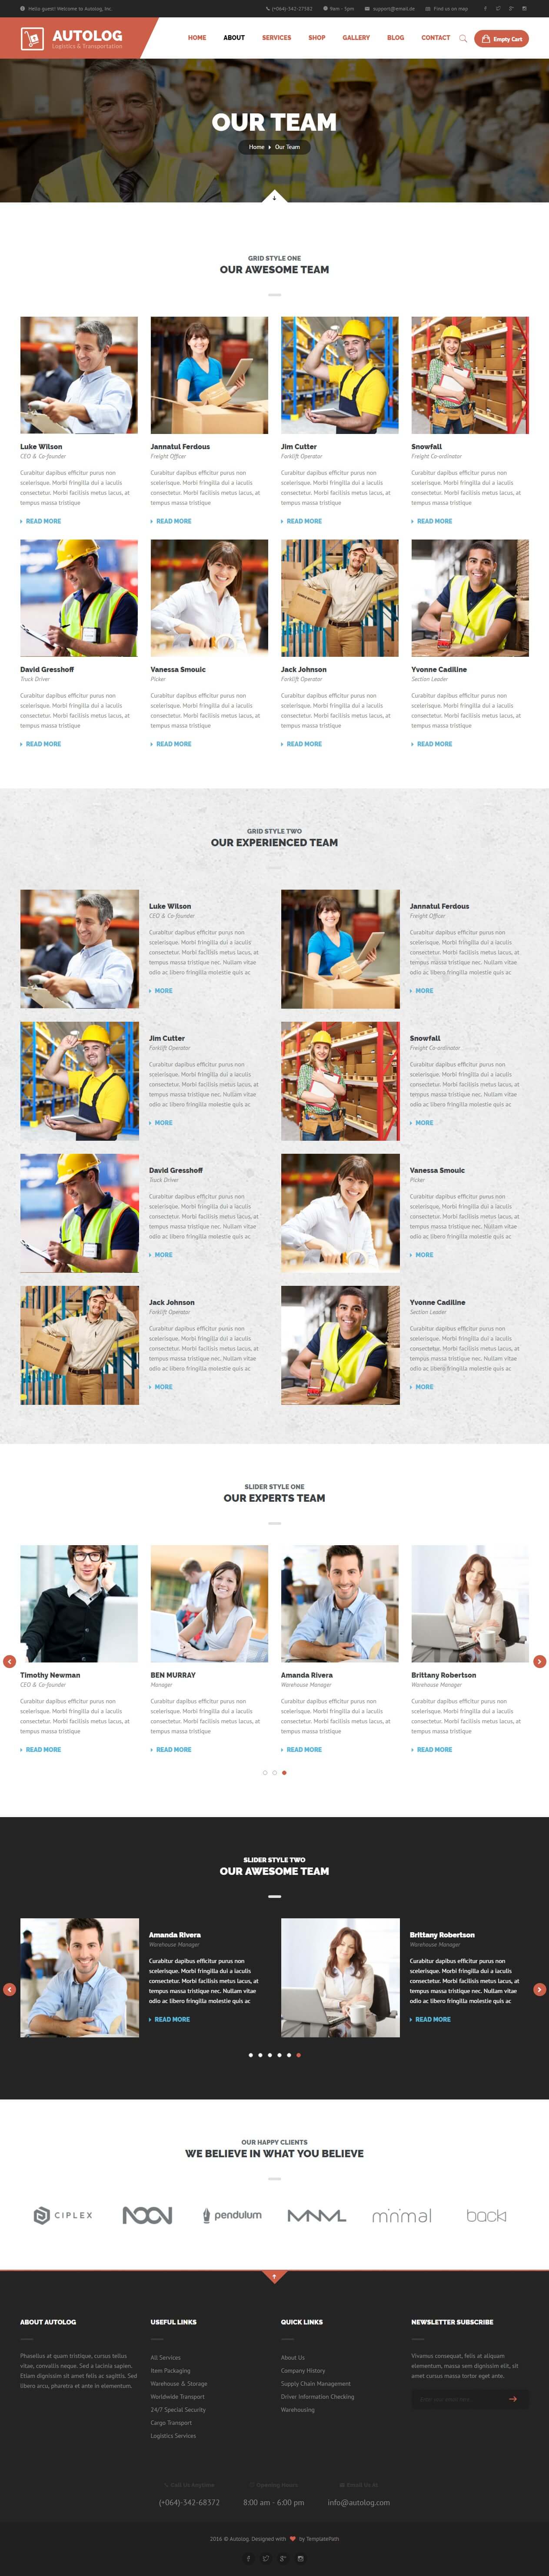 Hello guest! Welcome to Autolog, Inc.
(+064)-342-27582
9am - 5pm
support@email.de
Find us on map
AUTOLOG
Logistics & Transportation
HOME
ABOUT
SERVICES
SHOP
GALLERY
BLOG
CONTACT
Empty Cart
OUR TEAM
Home
Our Team
GRID STYLE ONE
OUR AWESOME TEAM
Luke Wilson
CEO & Co-founder
Curabitur dapibus efficitur purus non
scelerisque. Morbi fringilla dui a iaculis
consectetur. Morbi facilisis metus lacus, at
tempus massa tristique
READ MORE
Jannatul Ferdous
Freight Officer
Curabitur dapibus efficitur purus non
scelerisque. Morbi fringilla dui a iaculis
consectetur. Morbi facilisis metus lacus, at
tempus massa tristique
READ MORE
Jim Cutter
Forklift Operator
Curabitur dapibus efficitur purus non
scelerisque. Morbi fringilla dui a iaculis
consectetur. Morbi facilisis metus lacus, at
tempus massa tristique
READ MORE
Snowfall
Freight Co-ordinator
Curabitur dapibus efficitur purus non
scelerisque. Morbi fringilla dui a iaculis
consectetur. Morbi facilisis metus lacus, at
tempus massa tristique
READ MORE
David Gresshoff
Truck Driver
Curabitur dapibus efficitur purus non
scelerisque. Morbi fringilla dui a iaculis
consectetur. Morbi facilisis metus lacus, at
tempus massa tristique
READ MORE
Vanessa Smouic
Picker
Curabitur dapibus efficitur purus non
scelerisque. Morbi fringilla dui a iaculis
consectetur. Morbi facilisis metus lacus, at
tempus massa tristique
READ MORE
Jack Johnson
Forklift Operator
Curabitur dapibus efficitur purus non
scelerisque. Morbi fringilla dui a iaculis
consectetur. Morbi facilisis metus lacus, at
tempus massa tristique
READ MORE
Yvonne Cadiline
Section Leader
Curabitur dapibus efficitur purus non
scelerisque. Morbi fringilla dui a iaculis
consectetur. Morbi facilisis metus lacus, at
tempus massa tristique
READ MORE
GRID STYLE TWO
OUR EXPERIENCED TEAM
Luke Wilson
CEO & Co-founder
Curabitur dapibus efficitur purus non
scelerisque. Morbi fringilla dui a iaculis
consectetur. Morbi facilisis metus lacus, at
tempus massa tristique nec. Nullam vitae
odio ac libero fringilla molestie quis ac
MORE
Jannatul Ferdous
Freight Officer
Curabitur dapibus efficitur purus non
scelerisque. Morbi fringilla dui a iaculis
consectetur. Morbi facilisis metus lacus, at
tempus massa tristique nec. Nullam vitae
odio ac libero fringilla molestie quis ac
MORE
Jim Cutter
Forklift Operator
Curabitur dapibus efficitur purus non
scelerisque. Morbi fringilla dui a iaculis
consectetur. Morbi facilisis metus lacus, at
tempus massa tristique nec. Nullam vitae
odio ac libero fringilla molestie quis ac
MORE
Snowfall
Freight Co-ordinator
Curabitur dapibus efficitur purus non
scelerisque. Morbi fringilla dui a iaculis
consectetur. Morbi facilisis metus lacus, at
tempus massa tristique nec. Nullam vitae
odio ac libero fringilla molestie quis ac
MORE
David Gresshoff
Truck Driver
Curabitur dapibus efficitur purus non
scelerisque. Morbi fringilla dui a iaculis
consectetur. Morbi facilisis metus lacus, at
tempus massa tristique nec. Nullam vitae
odio ac libero fringilla molestie quis ac
MORE
Vanessa Smouic
Picker
Curabitur dapibus efficitur purus non
scelerisque. Morbi fringilla dui a iaculis
consectetur. Morbi facilisis metus lacus, at
tempus massa tristique nec. Nullam vitae
odio ac libero fringilla molestie quis ac
MORE
Jack Johnson
Forklift Operator
Curabitur dapibus efficitur purus non
scelerisque. Morbi fringilla dui a iaculis
consectetur. Morbi facilisis metus lacus, at
tempus massa tristique nec. Nullam vitae
odio ac libero fringilla molestie quis ac
MORE
Yvonne Cadiline
Section Leader
Curabitur dapibus efficitur purus non
scelerisque. Morbi fringilla dui a iaculis
consectetur. Morbi facilisis metus lacus, at
tempus massa tristique nec. Nullam vitae
odio ac libero fringilla molestie quis ac
MORE
SLIDER STYLE ONE
OUR EXPERTS TEAM
Timothy Newman
CEO & Co-founder
Curabitur dapibus efficitur purus non
scelerisque. Morbi fringilla dui a iaculis
consectetur. Morbi facilisis metus lacus, at
tempus massa tristique
READ MORE
BEN MURRAY
Manager
Curabitur dapibus efficitur purus non
scelerisque. Morbi fringilla dui a iaculis
consectetur. Morbi facilisis metus lacus, at
tempus massa tristique
READ MORE
Amanda Rivera
Warehouse Manager
Curabitur dapibus efficitur purus non
scelerisque. Morbi fringilla dui a iaculis
consectetur. Morbi facilisis metus lacus, at
tempus massa tristique
READ MORE
Brittany Robertson
Warehouse Manager
Curabitur dapibus efficitur purus non
scelerisque. Morbi fringilla dui a iaculis
consectetur. Morbi facilisis metus lacus, at
tempus massa tristique
READ MORE
SLIDER STYLE TWO
OUR AWESOME TEAM
Amanda Rivera
Warehouse Manager
Curabitur dapibus efficitur purus non
scelerisque. Morbi fringilla dui a iaculis
consectetur. Morbi facilisis metus lacus, at
tempus massa tristique nec. Nullam vitae
odio ac libero fringilla molestie quis ac
READ MORE
Brittany Robertson
Warehouse Manager
Curabitur dapibus efficitur purus non
scelerisque. Morbi fringilla dui a iaculis
consectetur. Morbi facilisis metus lacus, at
tempus massa tristique nec. Nullam vitae
odio ac libero fringilla molestie quis ac
READ MORE
OUR HAPPY CLIENTS
WE BELIEVE IN WHAT YOU BELIEVE
CIPLEX
NOON
pendulum
MNML
minimal
back
ABOUT AUTOLOG
Phasellus at quam tristique, cursus tellus
vitae, convallis neque. Sed a lacinia sapien.
Etiam dignissim sit amet felis ac sagittis. Sed
libero arcu, pharetra et ante in elementum.
USEFUL LINKS
All Services
Item Packaging
Warehouse & Storage
Worldwide Transport
24/7 Special Security
Cargo Transport
Logistics Services
QUICK LINKS
About Us
Company History
Supply Chain Management
Driver Information Checking
Warehousing
NEWSLETTER SUBSCRIBE
Vivamus consequat, felis at aliquam
elementum, massa sem dignissim elit, sit
amet cursus massa tortor eget ante.
Call Us Anytime
(+064)-342-68372
Opening Hours
8:00 am - 6:00 pm
Email Us At
info@autolog.com
2016 © Autolog. Designed with by TemplatePath